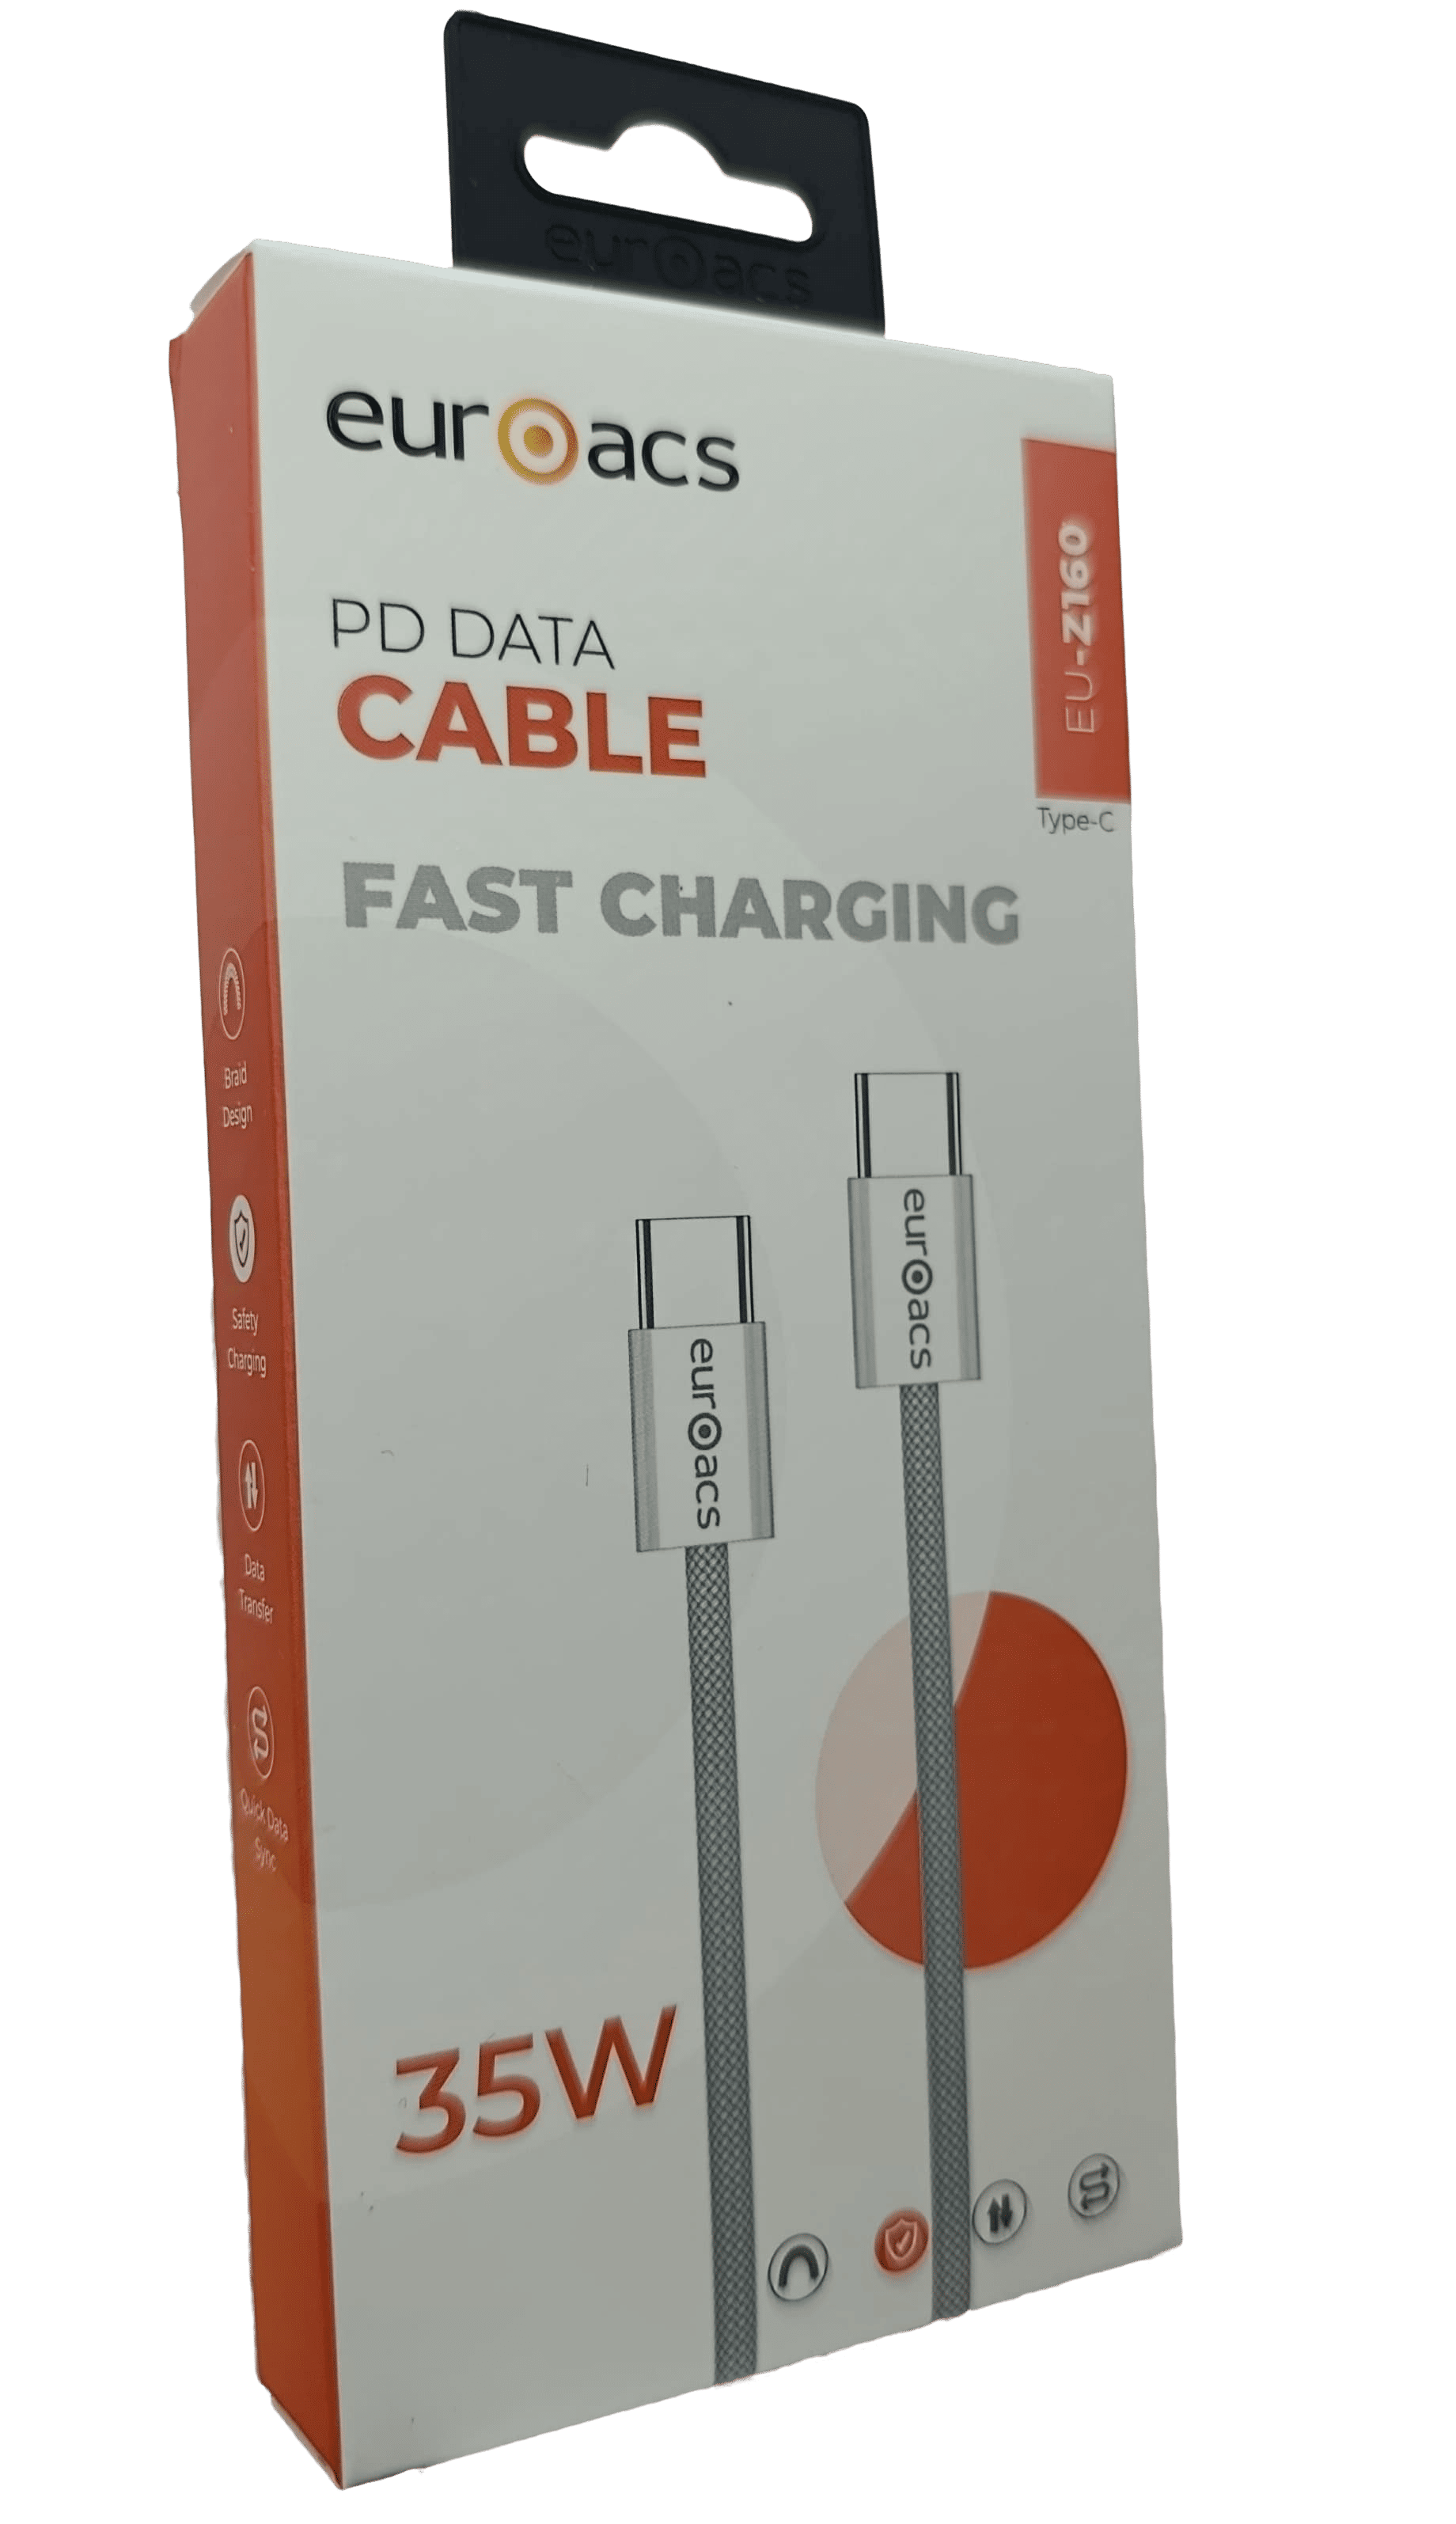 euroacs
euroacs
EU-Z160
Type-C
PD DATA
CABLE
FAST CHARGING
euroacs
euroacs
35W
Braid
Design
Safety
Charging
Data
Transfer
Quick Data
Sync